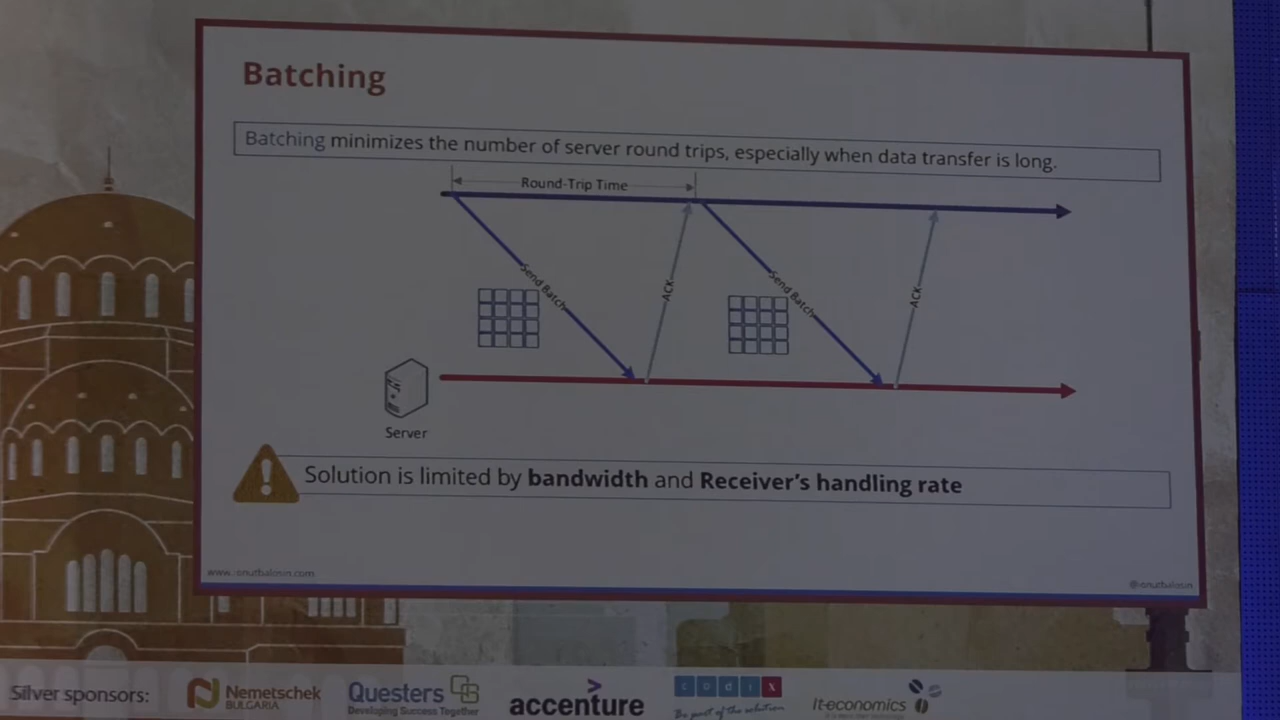 Batching
Batching minimizes the number of server round trips, especially when data transfer is long.
Round-Trip Time
Send Batch
ACK
Send Batch
ACK
Server
Solution is limited by bandwidth and Receiver's handling rate
www.ionutbalosin.com
@ionutbalosin
Silver sponsors:
NEMETSCHEK
BULGARIA
Questers
Developing Success Together
accenture
codix
Be part of the solution
It-economics